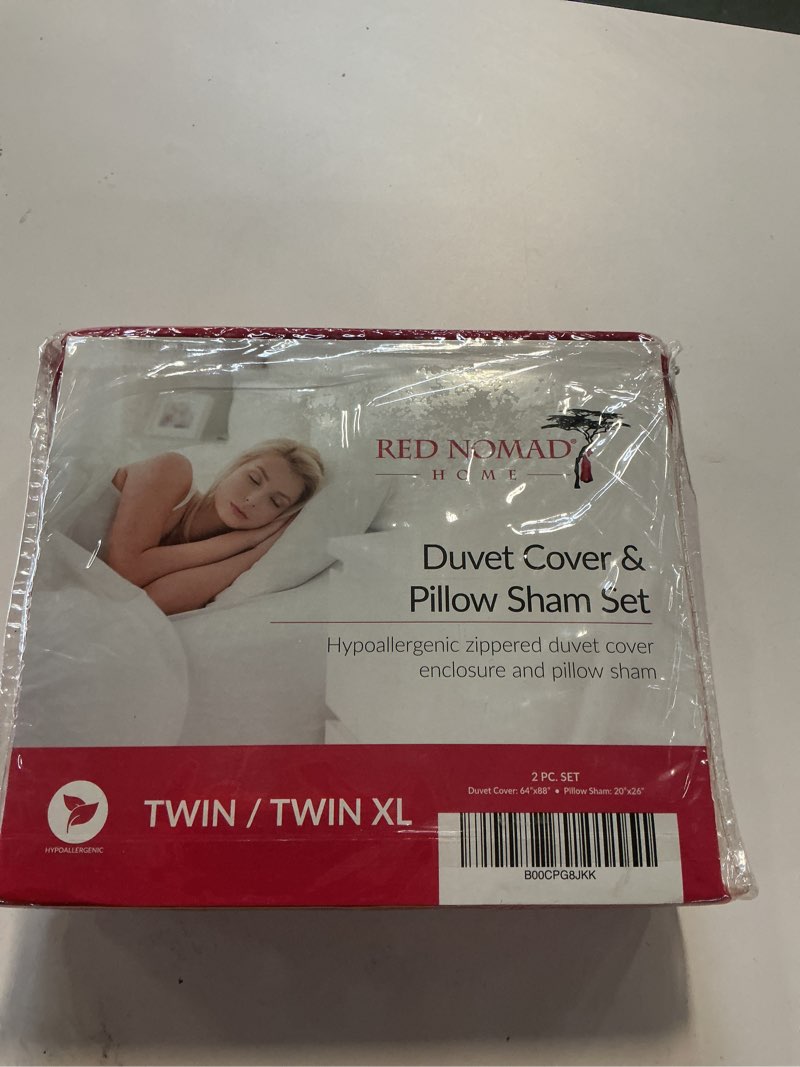 RED NOMAD®
HOME
Duvet Cover &
Pillow Sham Set
Hypoallergenic zippered duvet cover
enclosure and pillow sham
2 PC. SET
Duvet Cover: 64"x88" • Pillow Sham: 20"x26"
TWIN / TWIN XL
HYPOALLERGENIC
B00CPG8JKK